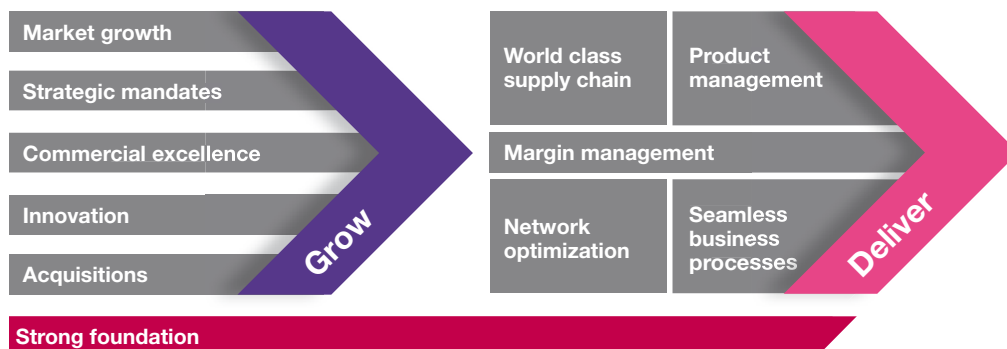 Market growth
Strategic mandates
Commercial excellence
Innovation
Acquisitions
Grow
World class
supply chain
Product
management
Margin management
Network
optimization
Seamless
business
processes
Deliver
Strong foundation